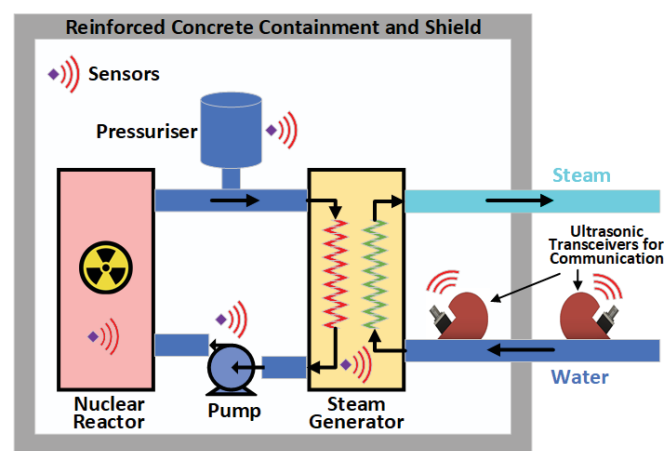 Reinforced Concrete Containment and Shield
Sensors
Pressuriser
Steam
Ultrasonic
Transceivers for
Communication
Nuclear
Reactor
Pump
Steam
Generator
Water